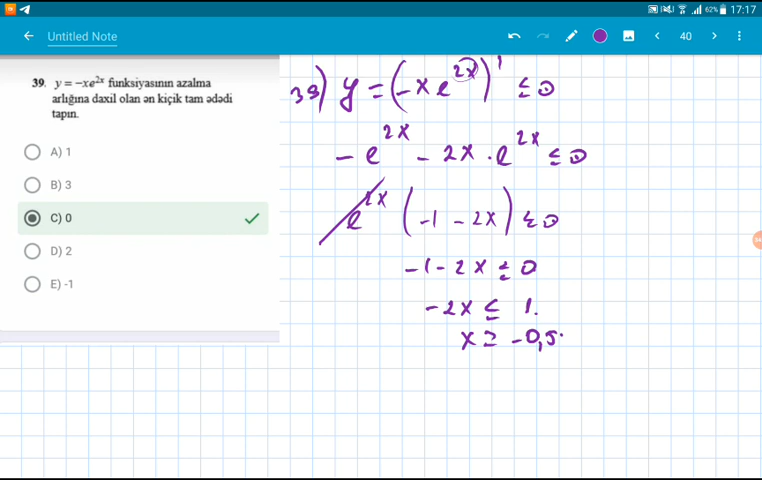 62% 17:17
Untitled Note
40
39. y = −xe²ˣ funksiyasının azalma
arlığına daxil olan ən kiçik tam ədədi
tapın.
A) 1
B) 3
C) 0
D) 2
E) -1
39) y = (-xe^2x)' ≤ 0
-e^2x - 2x · e^2x ≤ 0
e^2x (-1 - 2x) ≤ 0
-1 - 2x ≤ 0
-2x ≤ 1.
x ≥ -0,5.